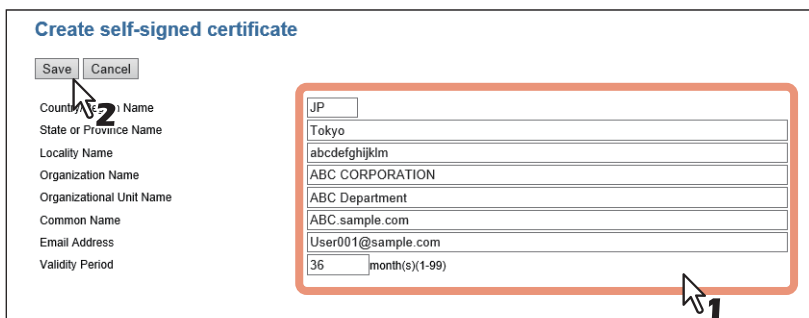 Create self-signed certificate
Save Cancel
2
Name JP
State or Province Name Tokyo
Locality Name abcdefghijklm
Organization Name ABC CORPORATION
Organizational Unit Name ABC Department
Common Name ABC.sample.com
Email Address User001@sample.com
Validity Period 36 month(s)(1-99)
1